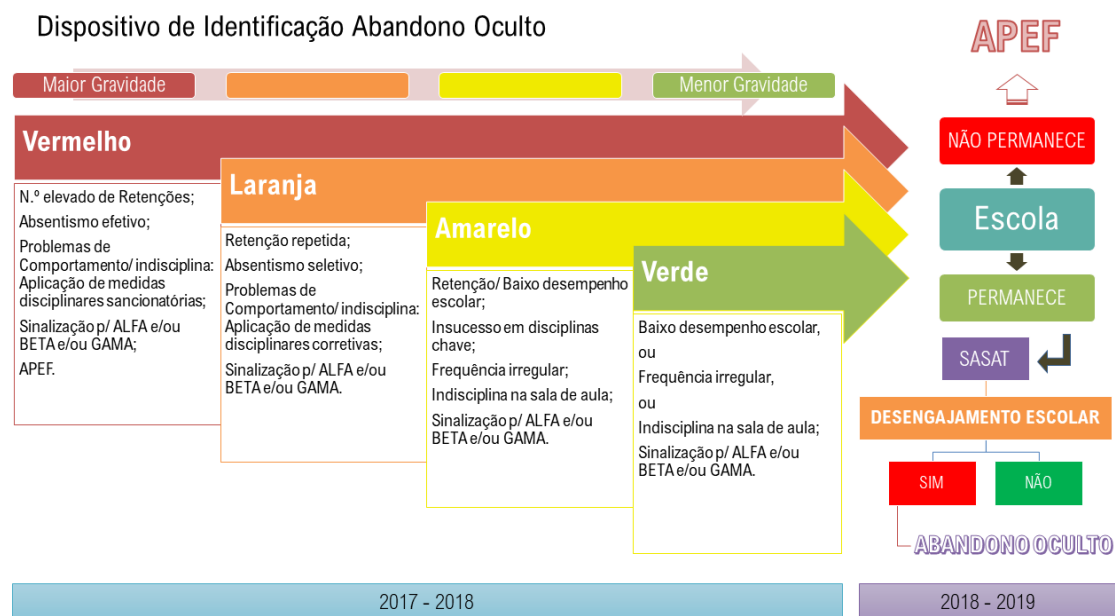 Dispositivo de Identificação Abandono Oculto
Maior Gravidade
Menor Gravidade
Vermelho
N.º elevado de Retenções;
Absentismo efetivo;
Problemas de
Comportamento/ indisciplina:
Aplicação de medidas
disciplinares sancionatórias;
Sinalização p/ ALFA e/ou
BETA e/ou GAMA;
APEF.
Laranja
Retenção repetida;
Absentismo seletivo;
Problemas de
Comportamento/ indisciplina:
Aplicação de medidas
disciplinares corretivas;
Sinalização p/ ALFA e/ou
BETA e/ou GAMA.
Amarelo
Retenção/ Baixo desempenho
escolar;
Insucesso em disciplinas
chave;
Frequência irregular;
Indisciplina na sala de aula;
Sinalização p/ ALFA e/ou
BETA e/ou GAMA.
Verde
Baixo desempenho escolar,
ou
Frequência irregular,
ou
Indisciplina na sala de aula;
Sinalização p/ ALFA e/ou
BETA e/ou GAMA.
APEF
NÃO PERMANECE
Escola
PERMANECE
SASAT
DESENGAJAMENTO ESCOLAR
SIM
NÃO
ABANDONO OCULTO
2017 - 2018
2018 - 2019